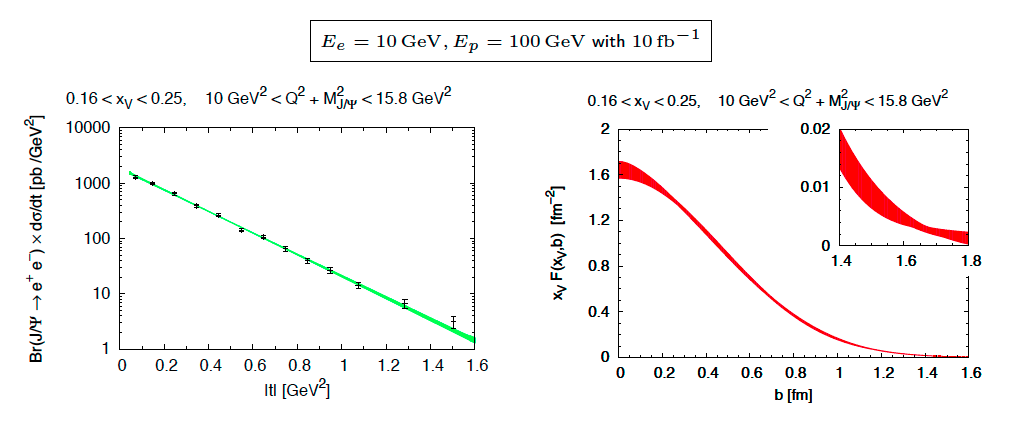 E_e = 10 GeV, E_p = 100 GeV with 10 fb^−1
0.16 < x_V < 0.25, 10 GeV^2 < Q^2 + M^2_J/Ψ < 15.8 GeV^2
Br(J/Ψ → e^+ e^−) × dσ/dt [pb /GeV^2]
10000
1000
100
10
1
0 0.2 0.4 0.6 0.8 1 1.2 1.4 1.6
|t| [GeV^2]
0.16 < x_V < 0.25, 10 GeV^2 < Q^2 + M^2_J/Ψ < 15.8 GeV^2
x_V F(x_V,b) [fm^−2]
2
1.6
1.2
0.8
0.4
0
0 0.2 0.4 0.6 0.8 1 1.2 1.4 1.6
b [fm]
0.02
0.01
0
1.4 1.6 1.8